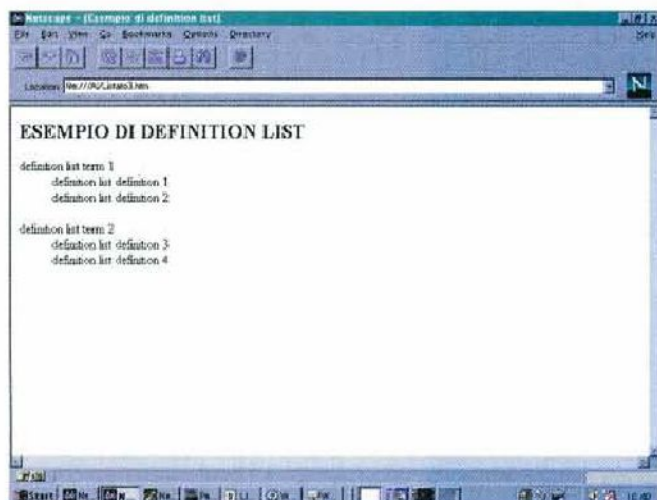 Netscape - [Esempio di definition list]
File Edit View Go Bookmarks Options Directory
Location:
N
ESEMPIO DI DEFINITION LIST
definition list term 1
definition list definition 1
definition list definition 2
definition list term 2
definition list definition 3
definition list definition 4
Start